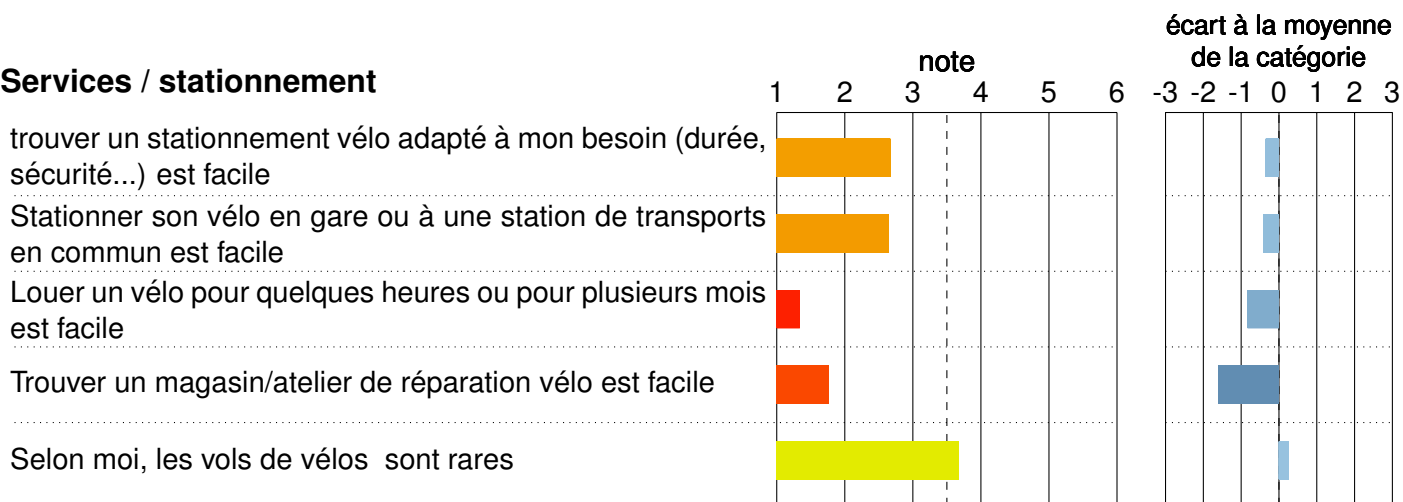 écart à la moyenne
note de la catégorie
Services / stationnement
1 2 3 4 5 6 -3 -2 -1 0 1 2 3
trouver un stationnement vélo adapté à mon besoin (durée,
sécurité...) est facile
Stationner son vélo en gare ou à une station de transports
en commun est facile
Louer un vélo pour quelques heures ou pour plusieurs mois
est facile
Trouver un magasin/atelier de réparation vélo est facile
Selon moi, les vols de vélos sont rares